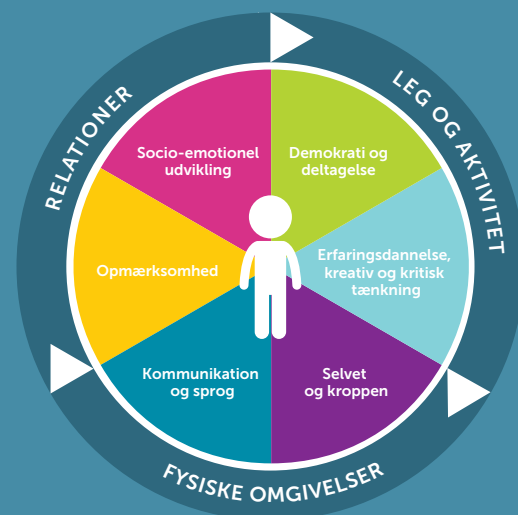 RELATIONER
LEG OG AKTIVITET
Socio-emotionel
udvikling
Demokrati og
deltagelse
Opmærksomhed
Erfaringsdannelse,
kreativ og kritisk
tænkning
Kommunikation
og sprog
Selvet
og kroppen
FYSISKE OMGIVELSER